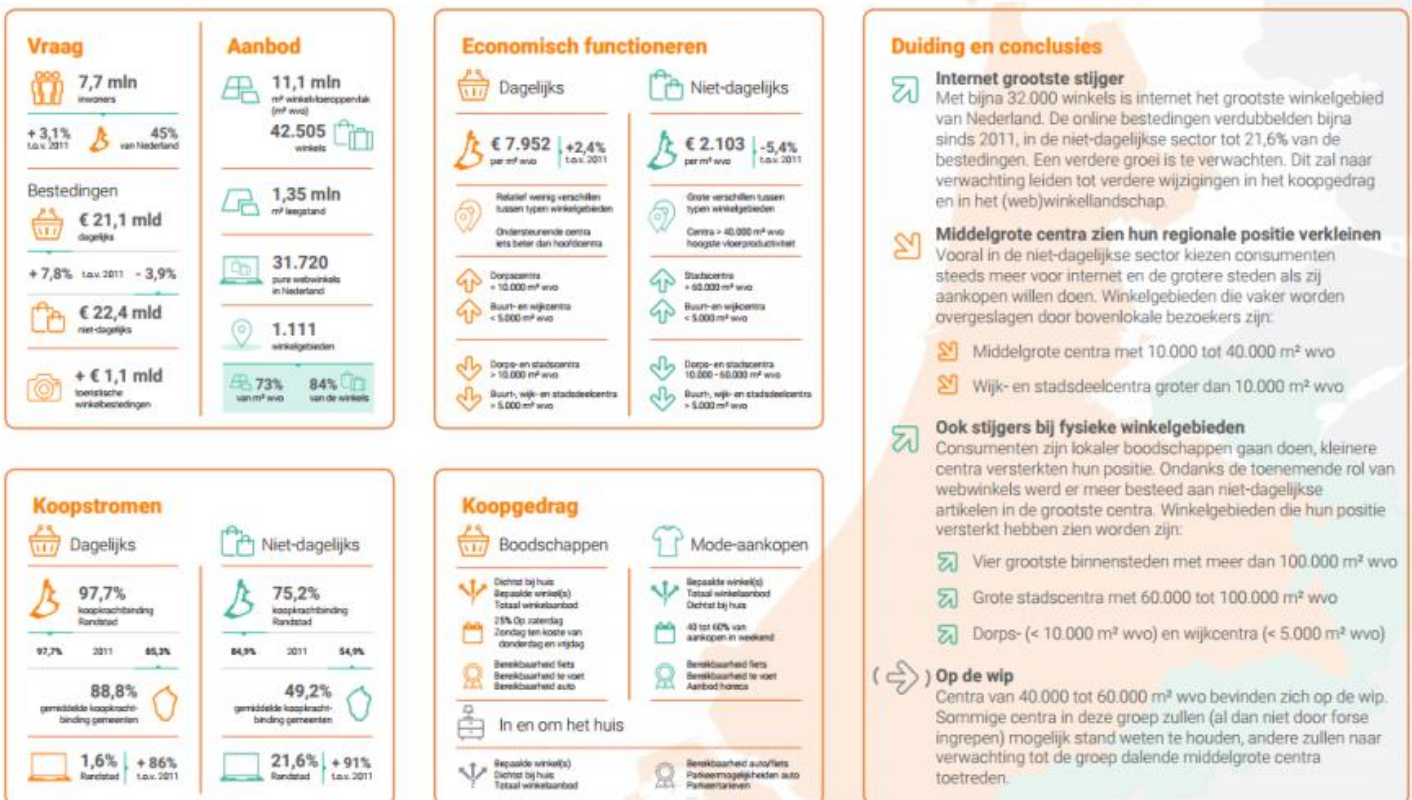 Vraag
7,7 mln
inwoners
+ 3,1%
t.o.v. 2011
45%
van Nederland
Bestedingen
€ 21,1 mld
dagelijks
+ 7,8% t.o.v. 2011 - 3,9%
€ 22,4 mld
niet-dagelijks
+ € 1,1 mld
toeristische
winkelbestedingen
Aanbod
11,1 mln
m² winkelvloeroppervlak
(m² wvo)
42.505
winkels
1,35 mln
m² leegstand
31.720
pure webwinkels
in Nederland
1.111
winkelgebieden
73%
van m² wvo
84%
van de winkels
Economisch functioneren
Dagelijks
€ 7.952
per m² wvo
+2,4%
t.o.v. 2011
Relatief weinig verschillen
tussen typen winkelgebieden
Ondersteunende centra
iets beter dan hoofdcentra
Dorpscentra
< 10.000 m² wvo
Buurt- en wijkcentra
< 5.000 m² wvo
Dorps- en stadscentra
> 10.000 m² wvo
Buurt-, wijk- en stadsdeelcentra
> 5.000 m² wvo
Niet-dagelijks
€ 2.103
per m² wvo
-5,4%
t.o.v. 2011
Grote verschillen tussen
typen winkelgebieden
Centra > 40.000 m² wvo
hoogste vloerproductiviteit
Stadscentra
> 60.000 m² wvo
Buurt- en wijkcentra
< 5.000 m² wvo
Dorps- en stadscentra
10.000 - 60.000 m² wvo
Buurt-, wijk- en stadsdeelcentra
> 5.000 m² wvo
Koopstromen
Dagelijks
97,7%
koopkrachtbinding
Randstad
97,7% 2011 85,3%
88,8%
gemiddelde koopkracht-
binding gemeenten
1,6%
Randstad
+ 86%
t.o.v. 2011
Niet-dagelijks
75,2%
koopkrachtbinding
Randstad
84,9% 2011 54,9%
49,2%
gemiddelde koopkracht-
binding gemeenten
21,6%
Randstad
+ 91%
t.o.v. 2011
Koopgedrag
Boodschappen
Dichtst bij huis
Bepaalde winkel(s)
Totaal winkelaanbod
25% Op zaterdag
Zondag ten koste van
donderdag en vrijdag
Bereikbaarheid fiets
Bereikbaarheid te voet
Bereikbaarheid auto
Mode-aankopen
Bepaalde winkel(s)
Totaal winkelaanbod
Dichtst bij huis
40 tot 60% van
aankopen in weekend
Bereikbaarheid fiets
Bereikbaarheid te voet
Aanbod horeca
In en om het huis
Bepaalde winkel(s)
Dichtst bij huis
Totaal winkelaanbod
Bereikbaarheid auto/fiets
Parkeermogelijkheden auto
Parkeertarieven
Duiding en conclusies
Internet grootste stijger
Met bijna 32.000 winkels is internet het grootste winkelgebied
van Nederland. De online bestedingen verdubbelden bijna
sinds 2011, in de niet-dagelijkse sector tot 21,6% van de
bestedingen. Een verdere groei is te verwachten. Dit zal naar
verwachting leiden tot verdere wijzigingen in het koopgedrag
en in het (web)winkellandschap.
Middelgrote centra zien hun regionale positie verkleinen
Vooral in de niet-dagelijkse sector kiezen consumenten
steeds meer voor internet en de grotere steden als zij
aankopen willen doen. Winkelgebieden die vaker worden
overgeslagen door bovenlokale bezoekers zijn:
Middelgrote centra met 10.000 tot 40.000 m² wvo
Wijk- en stadsdeelcentra groter dan 10.000 m² wvo
Ook stijgers bij fysieke winkelgebieden
Consumenten zijn lokaler boodschappen gaan doen, kleinere
centra versterkten hun positie. Ondanks de toenemende rol van
webwinkels werd er meer besteed aan niet-dagelijkse
artikelen in de grootste centra. Winkelgebieden die hun positie
versterkt hebben zien worden zijn:
Vier grootste binnensteden met meer dan 100.000 m² wvo
Grote stadscentra met 60.000 tot 100.000 m² wvo
Dorps- (< 10.000 m² wvo) en wijkcentra (< 5.000 m² wvo)
Op de wip
Centra van 40.000 tot 60.000 m² wvo bevinden zich op de wip.
Sommige centra in deze groep zullen (al dan niet door forse
ingrepen) mogelijk stand weten te houden, andere zullen naar
verwachting tot de groep dalende middelgrote centra
toetreden.